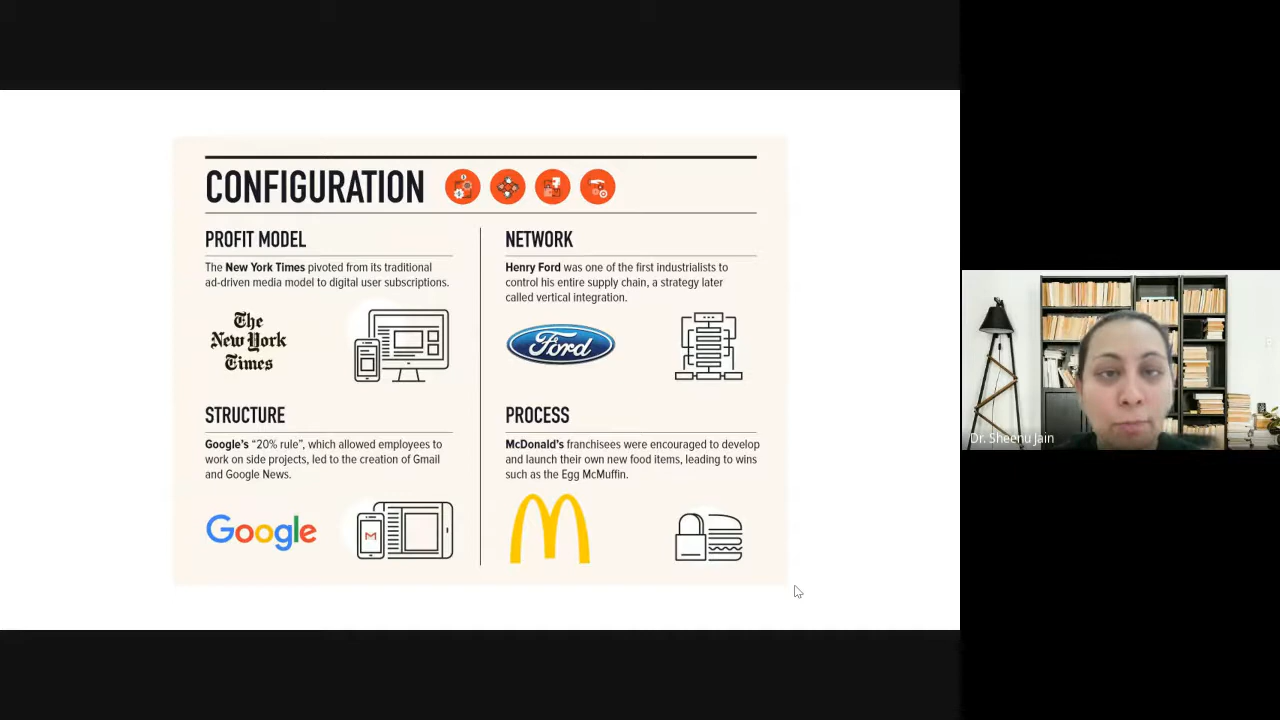 CONFIGURATION
PROFIT MODEL
The New York Times pivoted from its traditional
ad-driven media model to digital user subscriptions.
The
New York
Times
NETWORK
Henry Ford was one of the first industrialists to
control his entire supply chain, a strategy later
called vertical integration.
Ford
STRUCTURE
Google's “20% rule”, which allowed employees to
work on side projects, led to the creation of Gmail
and Google News.
Google
M
PROCESS
McDonald's franchisees were encouraged to develop
and launch their own new food items, leading to wins
such as the Egg McMuffin.
Dr. Sheenu Jain